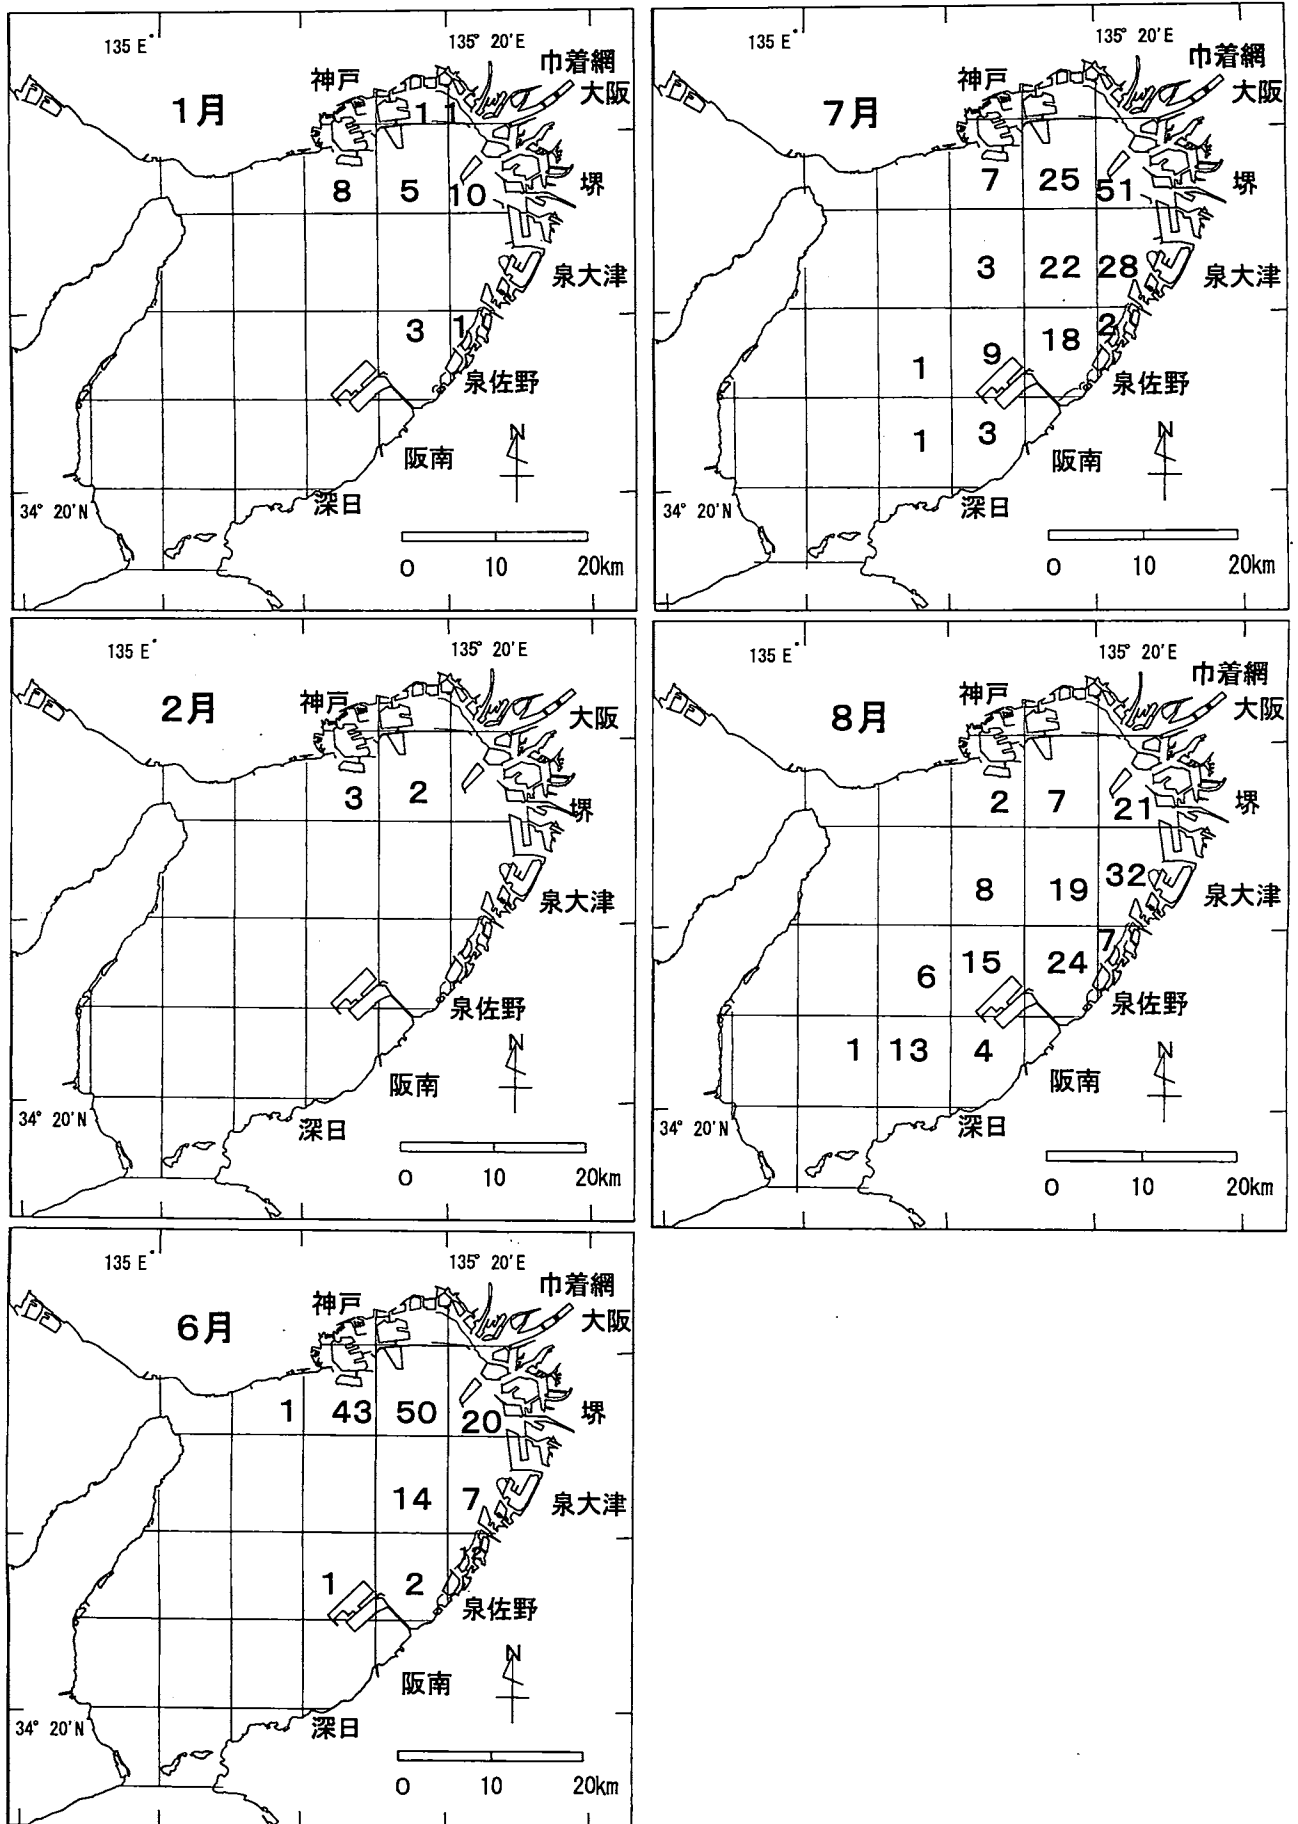 135 E°
135° 20'E
巾着網
神戸
大阪
1月
11
8
5
10
堺
泉大津
3
1
泉佐野
N
阪南
34° 20'N
深日
0 10 20km
135 E°
135° 20'E
巾着網
神戸
大阪
7月
7
25
51
堺
3
22
28
泉大津
1
9
18
2
泉佐野
1
3
N
阪南
34° 20'N
深日
0 10 20km
135 E°
135° 20'E
神戸
大阪
2月
3
2
堺
泉大津
泉佐野
N
阪南
34° 20'N
深日
0 10 20km
135 E°
135° 20'E
巾着網
神戸
大阪
8月
2
7
21
堺
8
19
32
泉大津
6
15
24
7
泉佐野
1
13
4
N
阪南
34° 20'N
深日
0 10 20km
135 E°
135° 20'E
巾着網
神戸
大阪
6月
1
43
50
20
堺
14
7
泉大津
1
2
泉佐野
N
阪南
34° 20'N
深日
0 10 20km